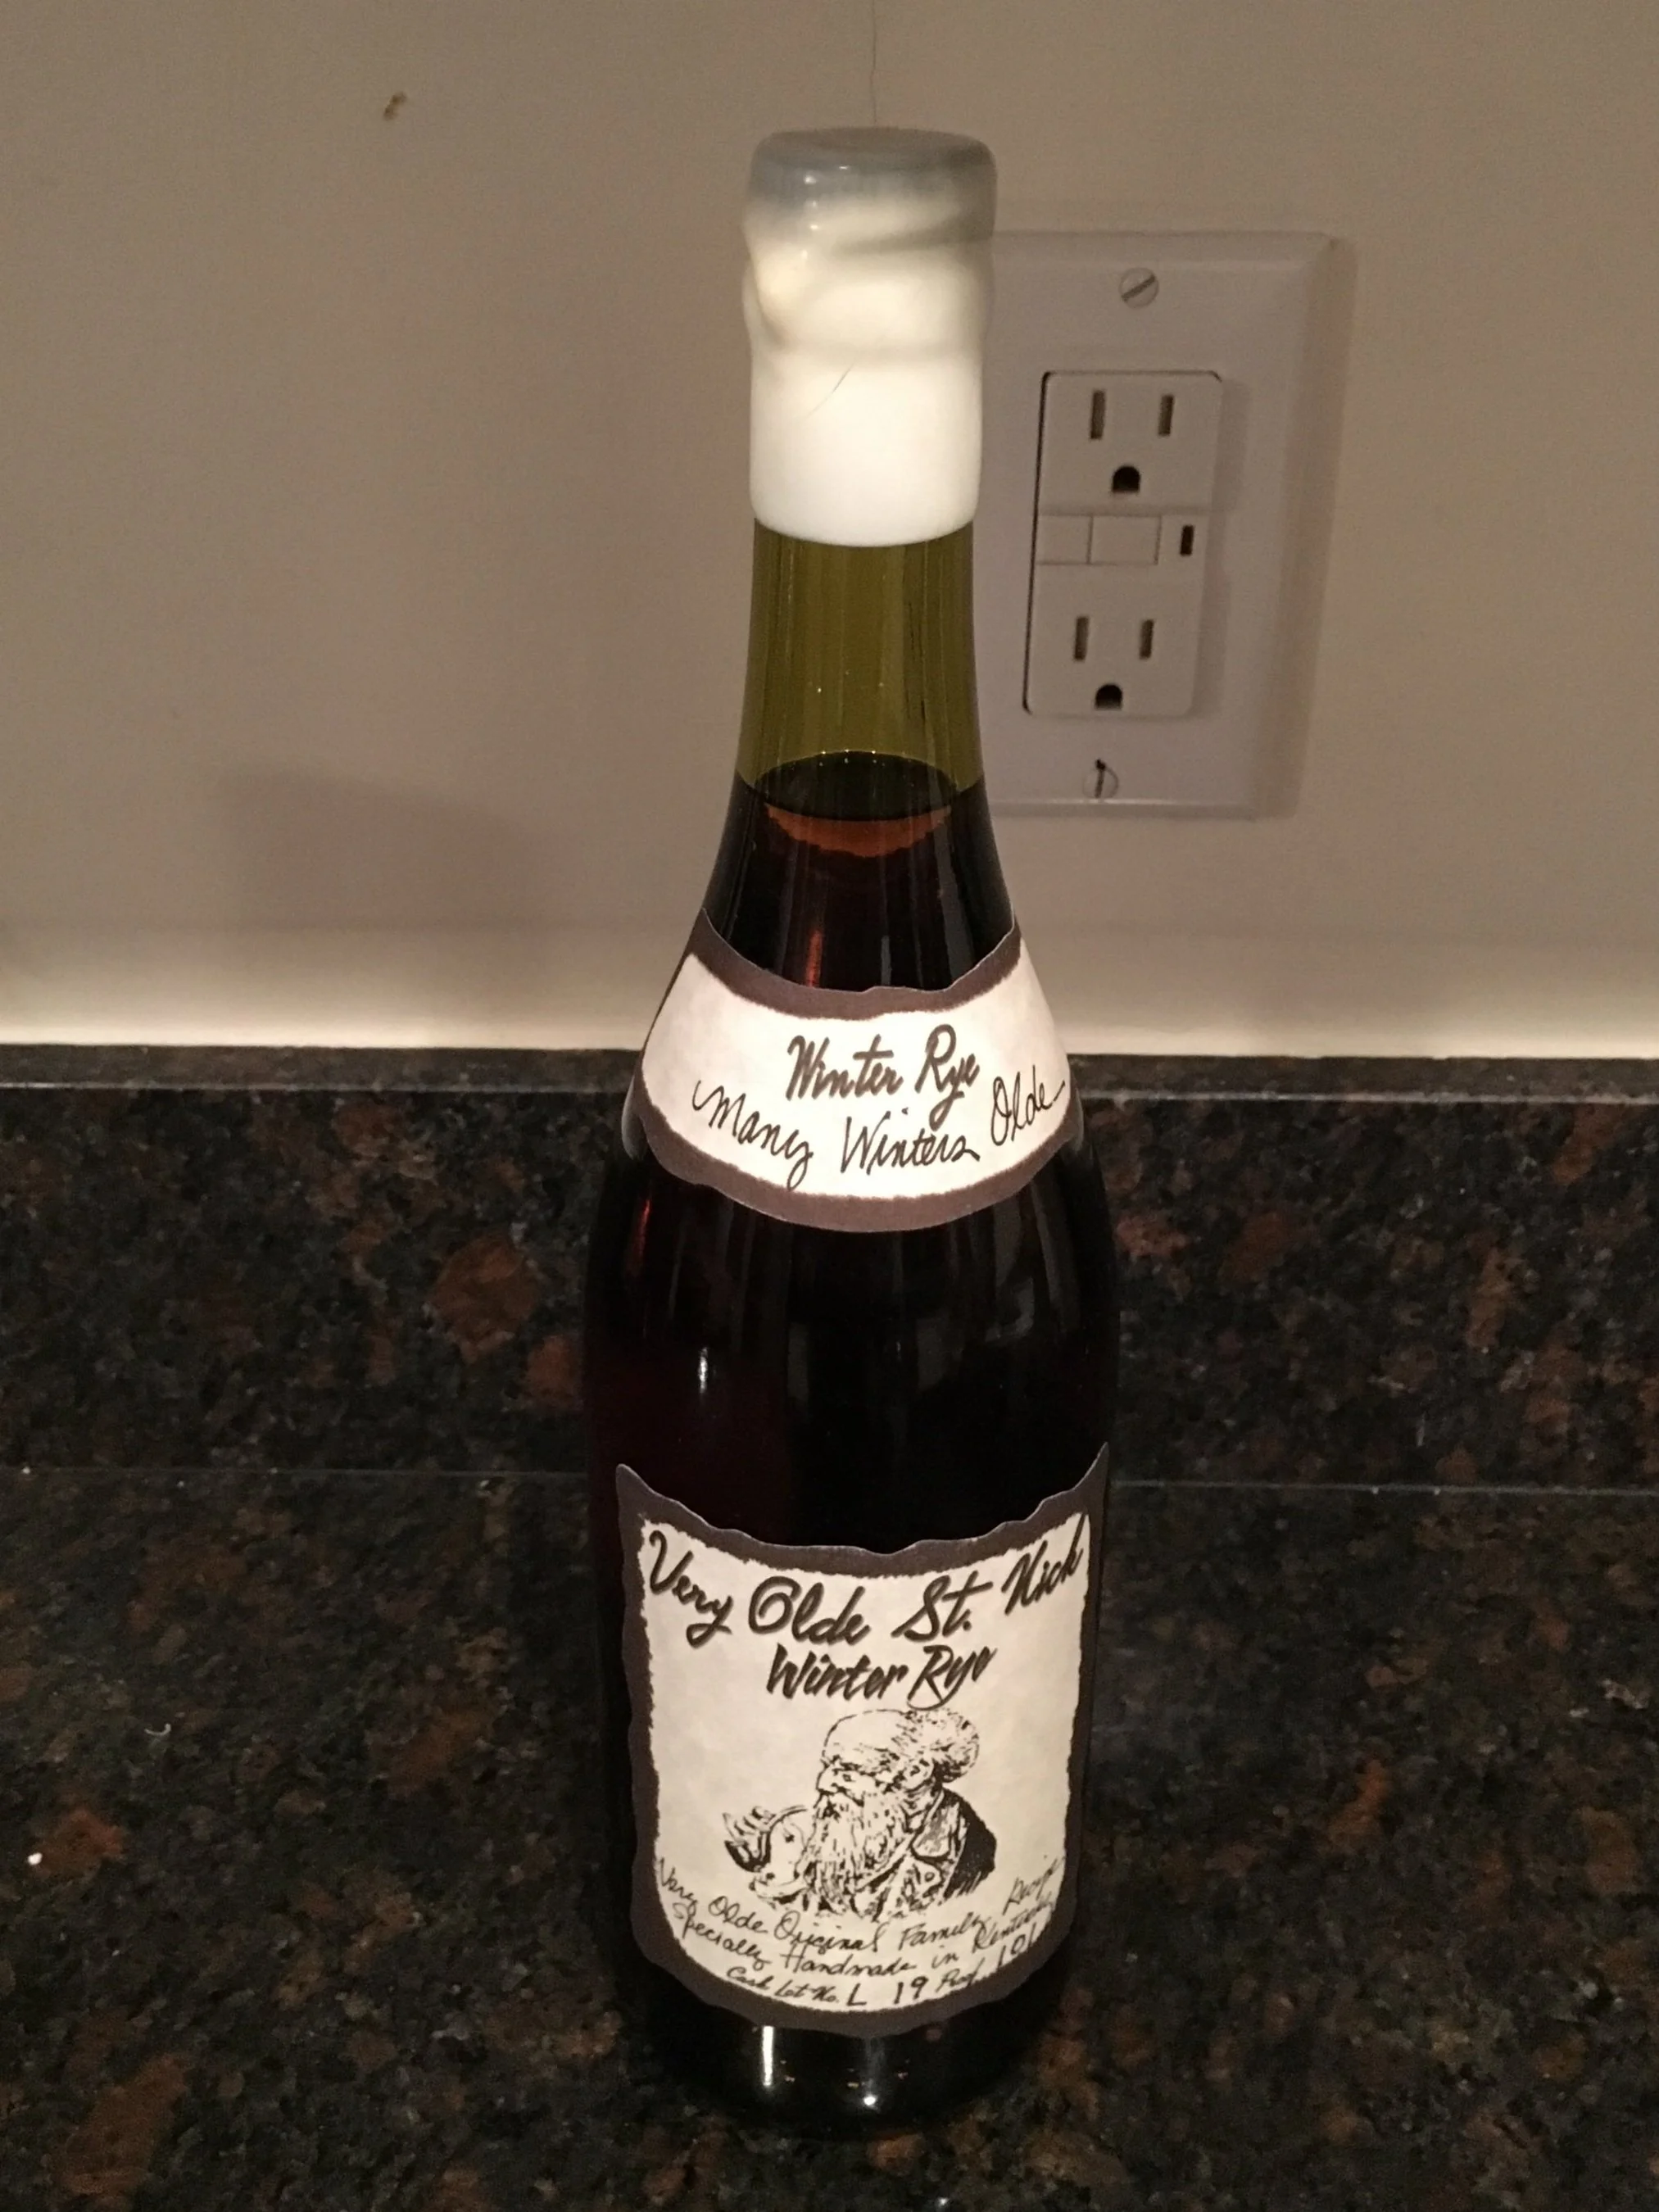 Winter Rye
Many Winters Olde
Very Olde St. Nick
Winter Rye
Very Olde Original Family Recipe
Specially Handmade in Kentucky
Cask Lot No. L 19 Proof 101